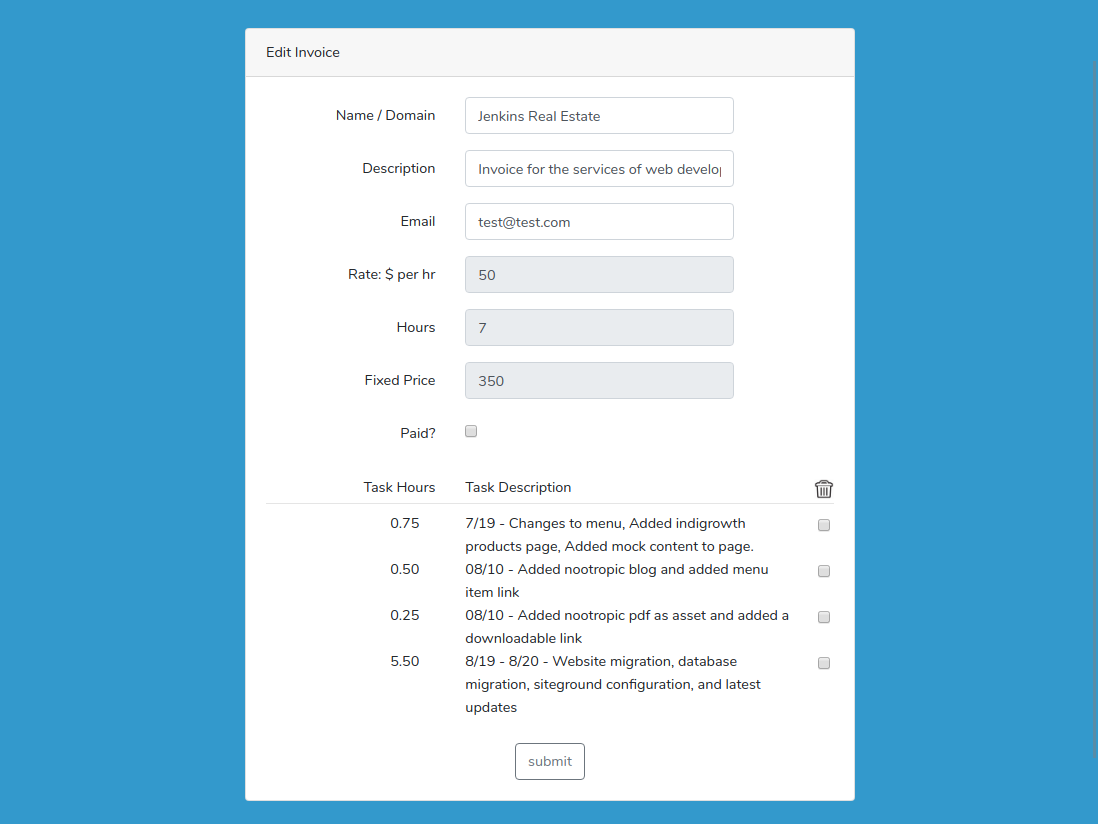 Edit Invoice
Name / Domain Jenkins Real Estate
Description Invoice for the services of web develop
Email test@test.com
Rate: $ per hr 50
Hours 7
Fixed Price 350
Paid?
Task Hours Task Description
0.75 7/19 - Changes to menu, Added indigrowth
products page, Added mock content to page.
0.50 08/10 - Added nootropic blog and added menu
item link
0.25 08/10 - Added nootropic pdf as asset and added a
downloadable link
5.50 8/19 - 8/20 - Website migration, database
migration, siteground configuration, and latest
updates
submit